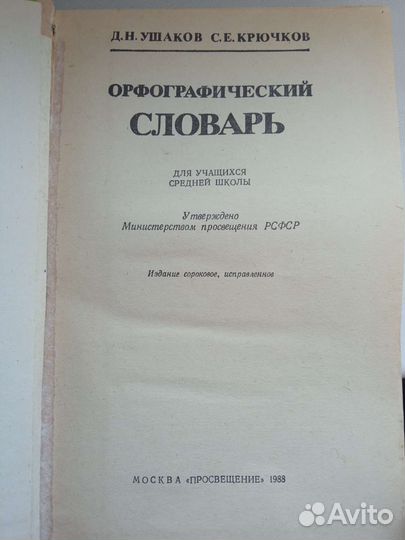 Д.Н. УШАКОВ С.Е. КРЮЧКОВ
ОРФОГРАФИЧЕСКИЙ
СЛОВАРЬ
ДЛЯ УЧАЩИХСЯ
СРЕДНЕЙ ШКОЛЫ
Утверждено
Министерством просвещения РСФСР
Издание сороковое, исправленное
МОСКВА «ПРОСВЕЩЕНИЕ» 1988
Avito